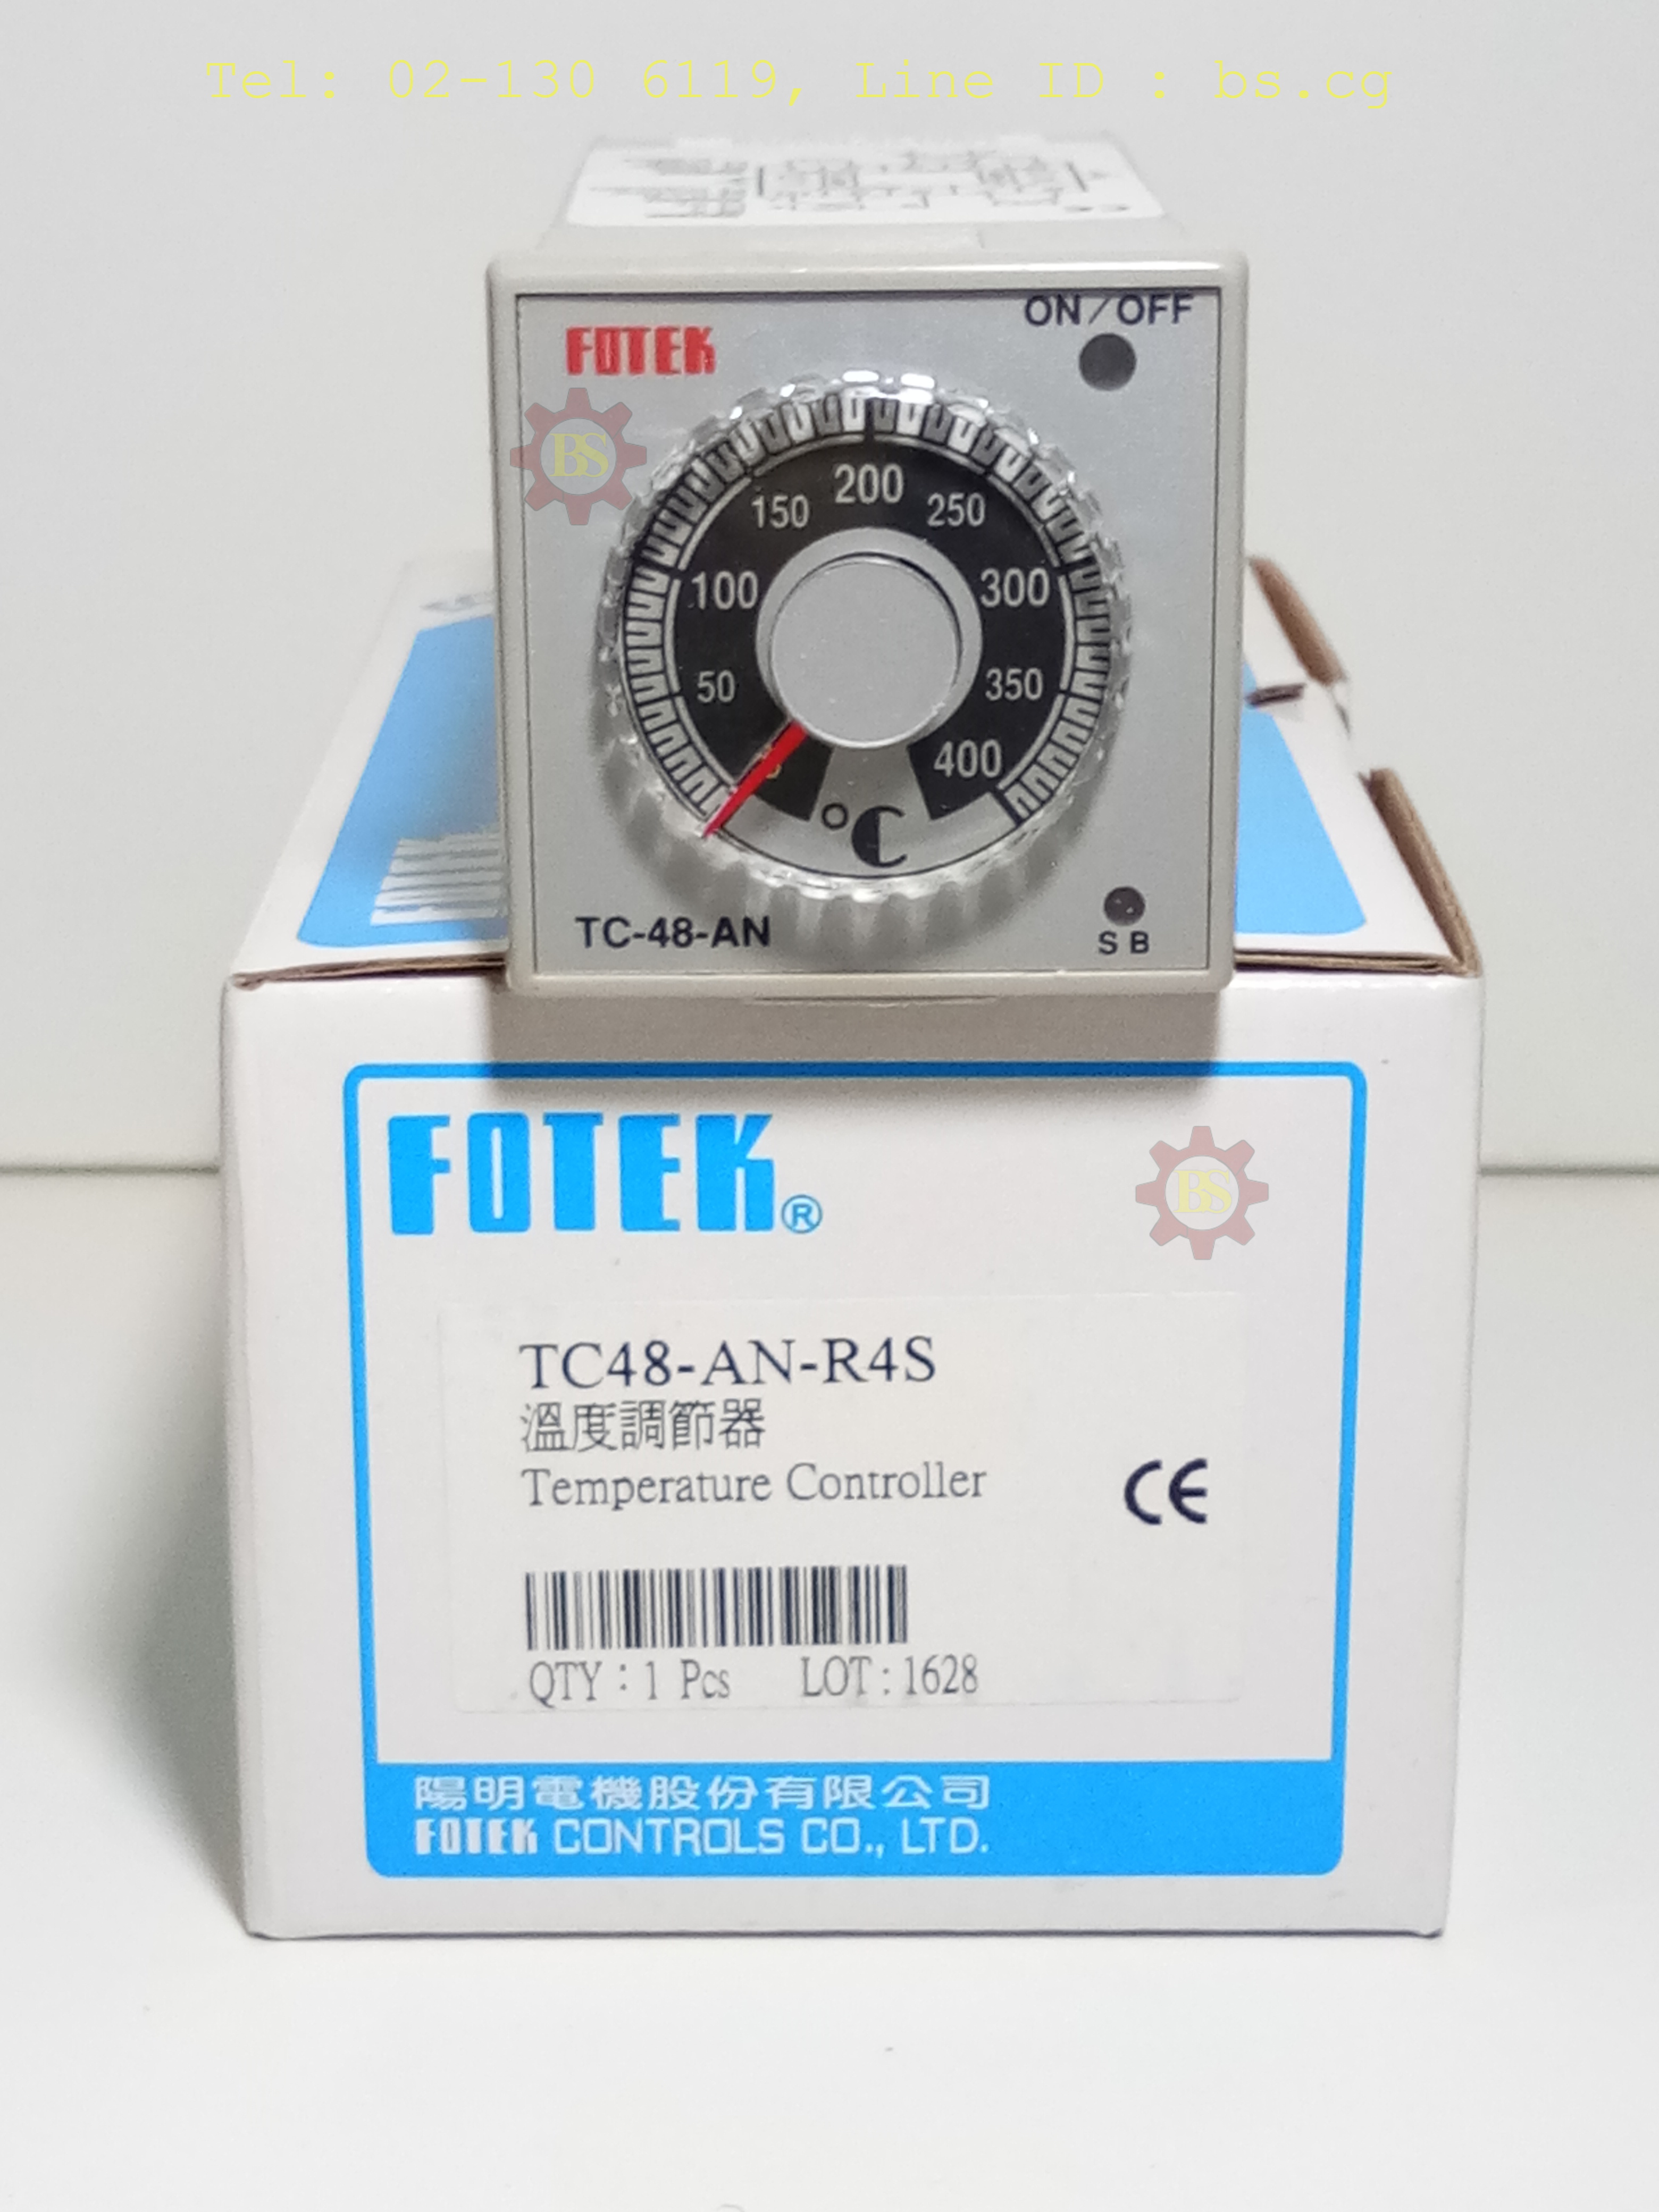 Tel: 02-130 6119, Line ID : bs.cg
ON/OFF
FOTEK
BS
200
150
250
100
300
50
350
400
°C
TC-48-AN
S B
FOTEK
FOTEK®
BS
TC48-AN-R4S
溫度調節器
Temperature Controller
CE
QTY : 1 Pcs LOT : 1628
陽明電機股份有限公司
FOTEK CONTROLS CO., LTD.